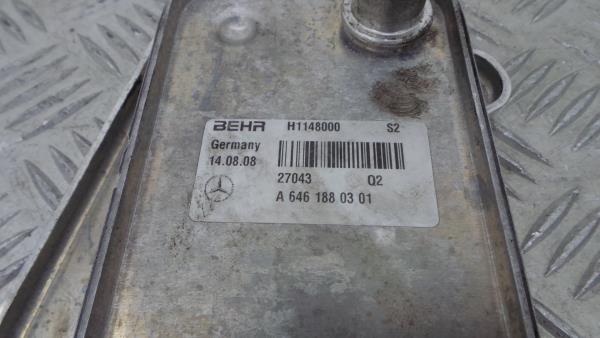 BEHR H1148000 S2
Germany
14.08.08
27043 Q2
A 646 188 03 01